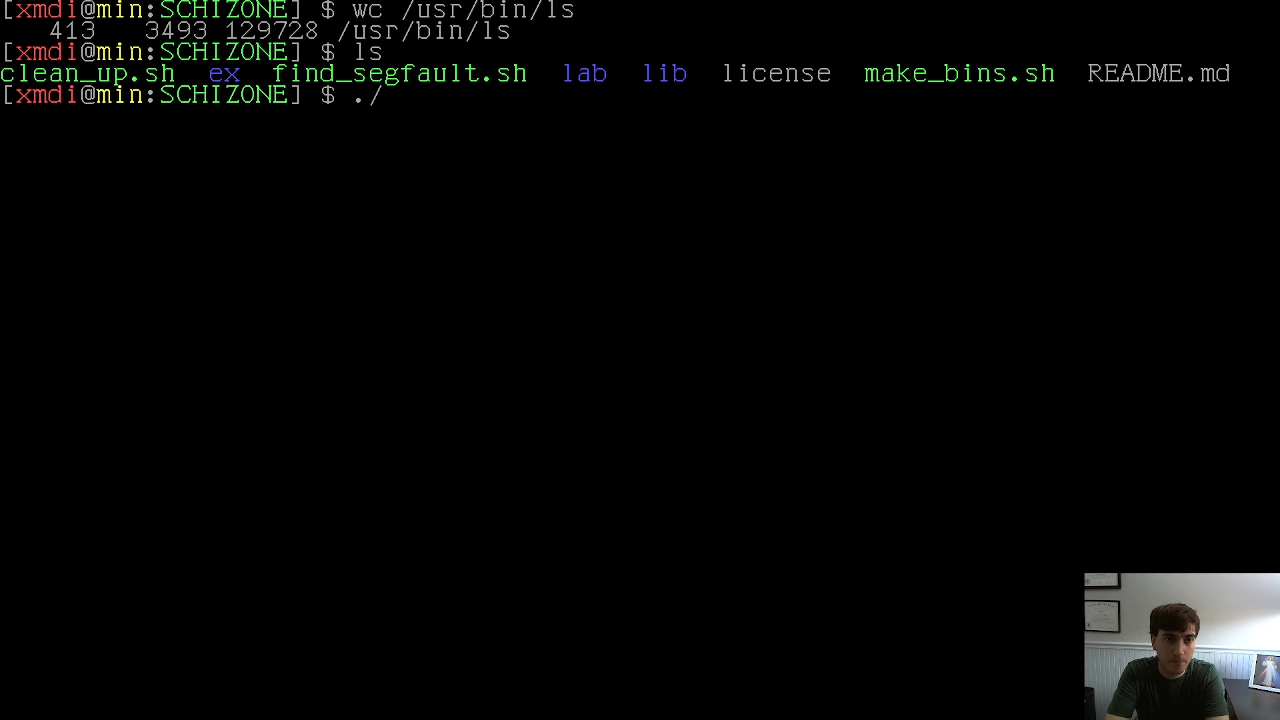 [xmdi@min:SCHIZONE] $ wc /usr/bin/ls
413 3493 129728 /usr/bin/ls
[xmdi@min:SCHIZONE] $ ls
clean_up.sh ex find_segfault.sh lab lib license make_bins.sh README.md
[xmdi@min:SCHIZONE] $ ./